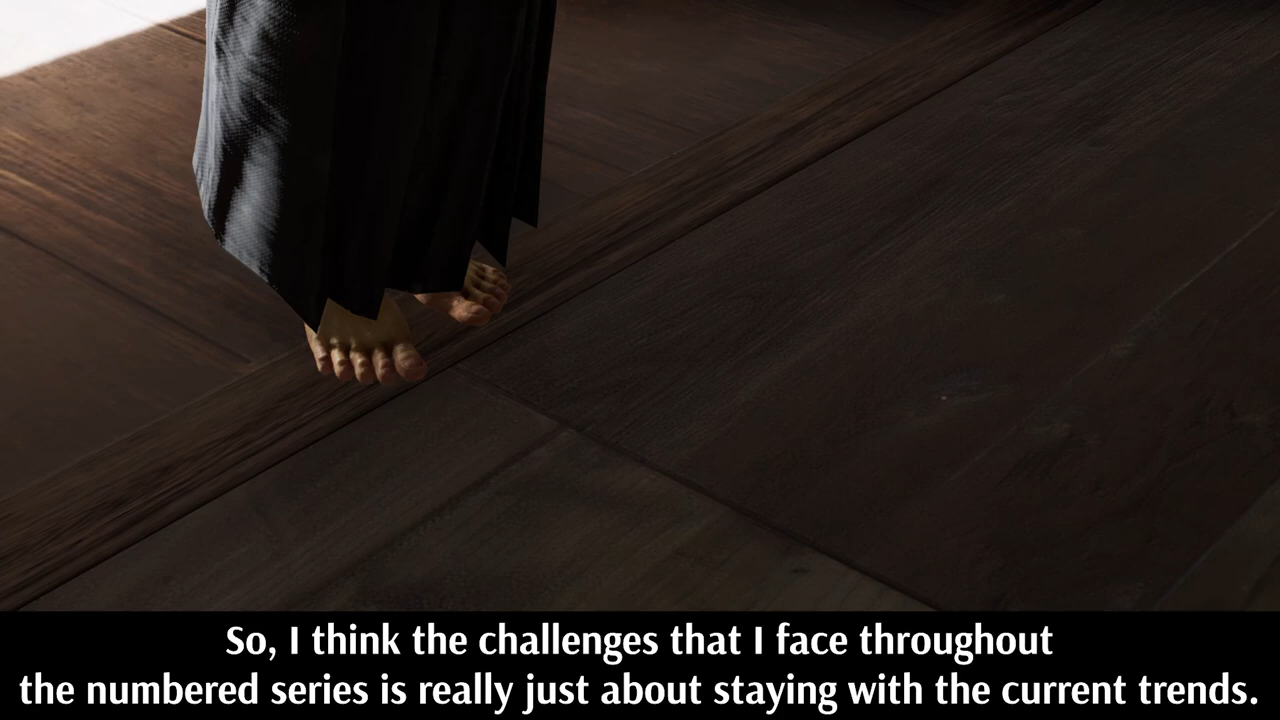 So, I think the challenges that I face throughout
the numbered series is really just about staying with the current trends.